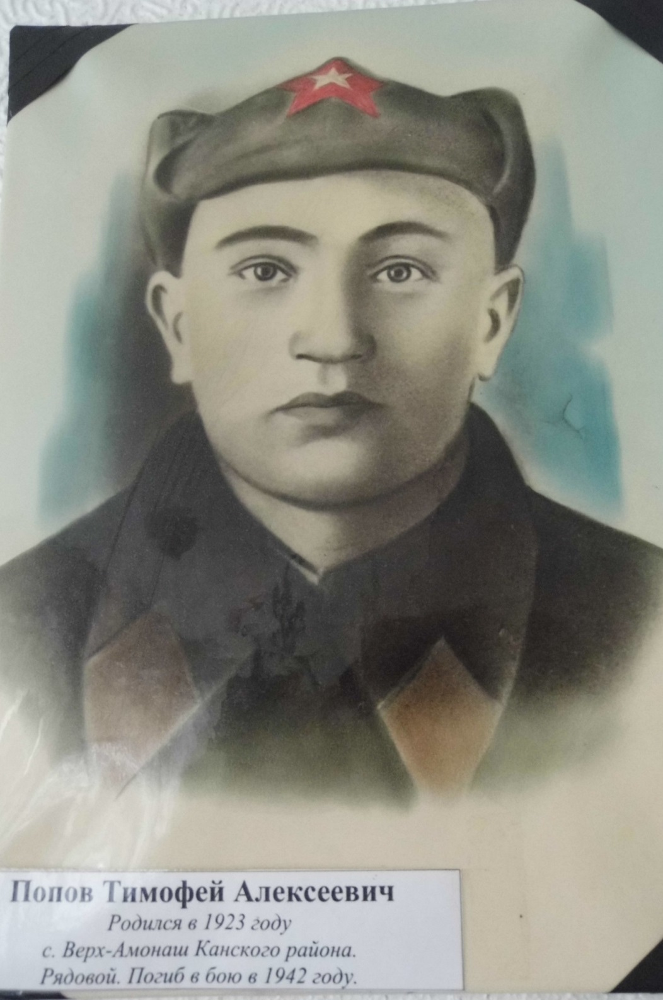 Попов Тимофей Алексеевич
Родился в 1923 году
с. Верх-Амонаш Канского района.
Рядовой. Погиб в бою в 1942 году.